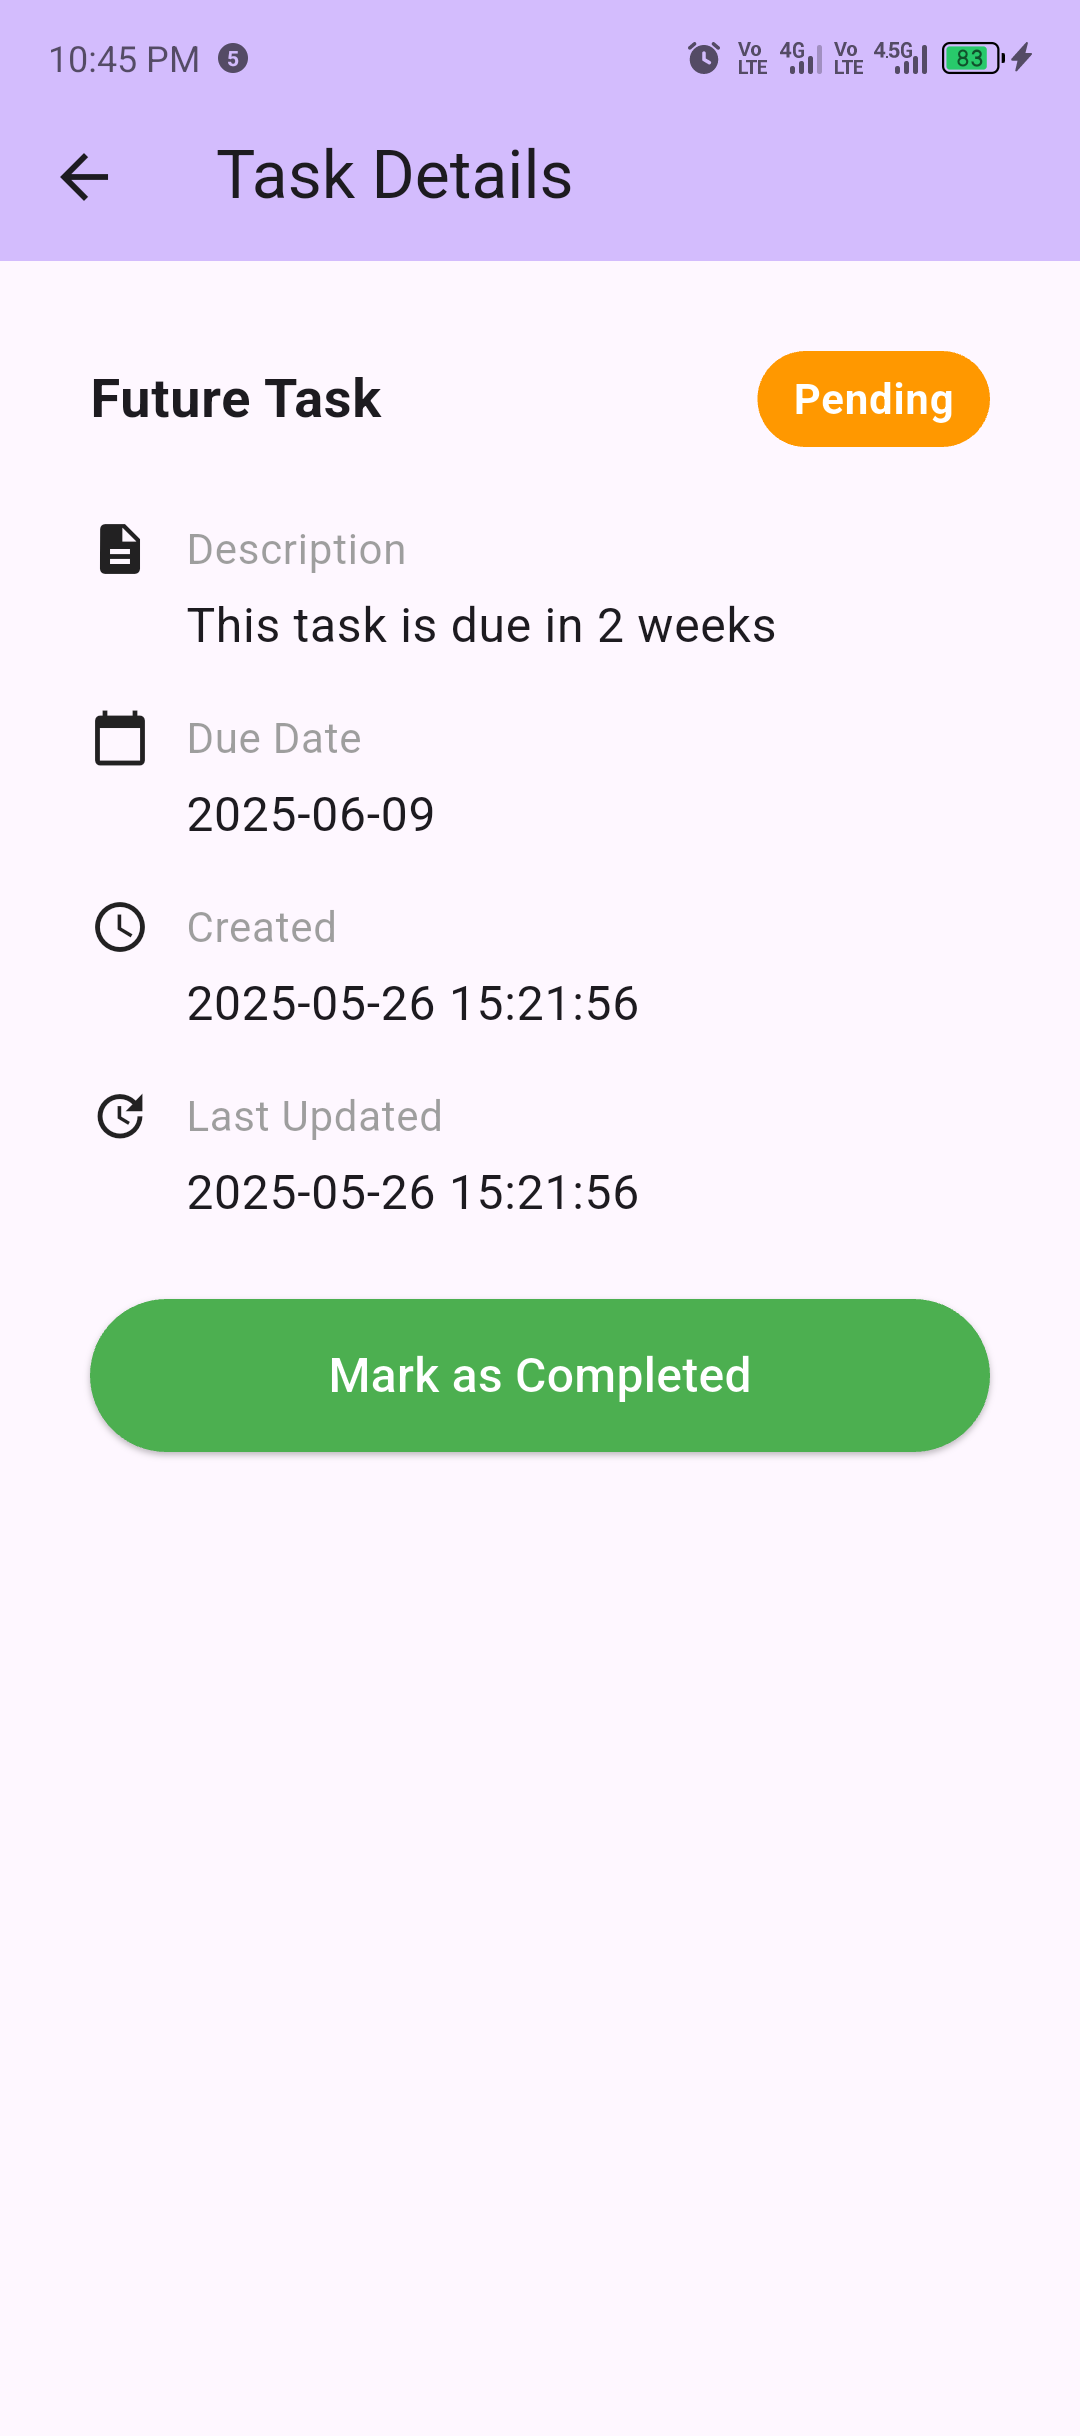 10:45 PM 5 Vo LTE 4G Vo LTE 4.5G 83
Task Details
Future Task Pending
Description
This task is due in 2 weeks
Due Date
2025-06-09
Created
2025-05-26 15:21:56
Last Updated
2025-05-26 15:21:56
Mark as Completed